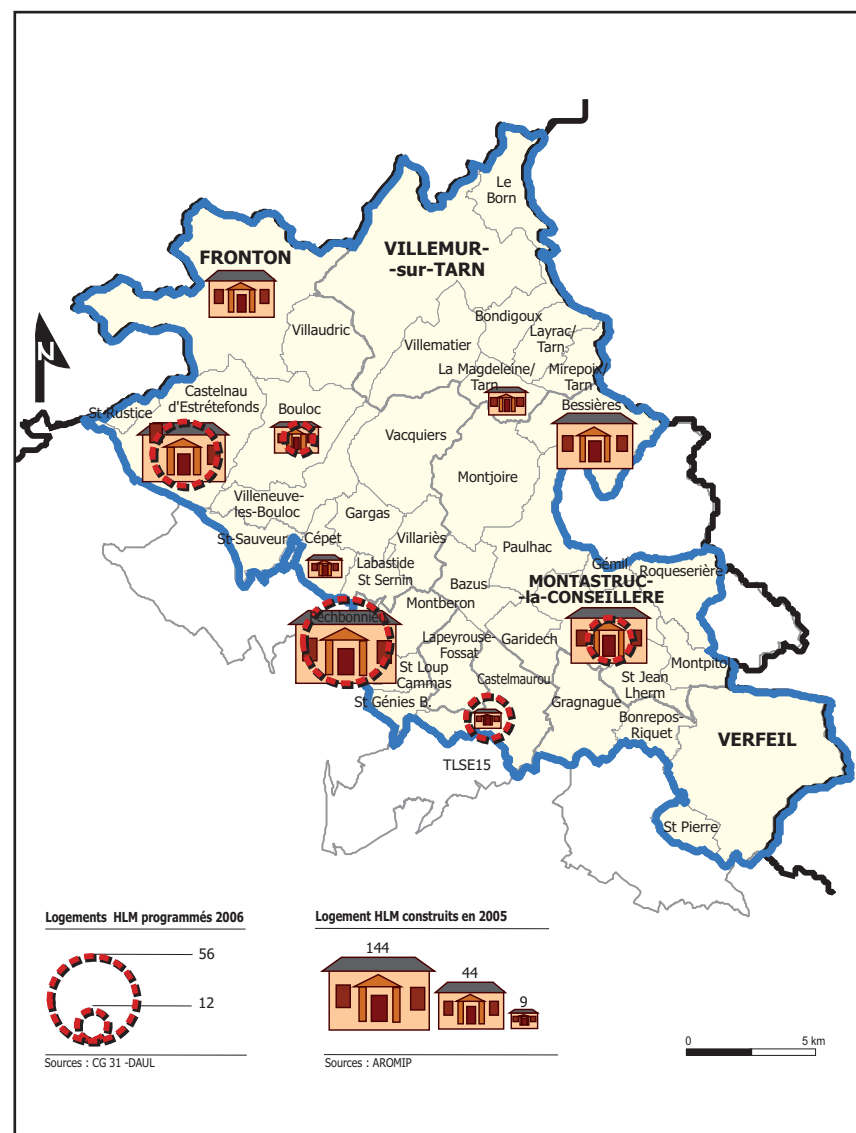 Le
Born
VILLEMUR-
-sur-TARN
FRONTON
Bondigoux
Villaudric
Layrac/
Tarn
Villematier
La Magdeleine/
Tarn
Mirepoix/
Tarn
N
Castelnau
d'Estrétefonds
St-Rustice
Bouloc
Bessières
Vacquiers
Montjoire
Villeneuve-
les-Bouloc
Gargas
St-Sauveur
Cépet
Villariès
Paulhac
Labastide
St Sernin
Bazus
Gémil
Roqueserière
MONTASTRUC-
-la-CONSEILLERE
Montberon
Pechbonnieu
Lapeyrouse-
Fossat
Garidech
St Loup
Cammas
Montpitol
St Jean
Lherm
Castelmaurou
St Génies B.
Gragnague
Bonrepos-
Riquet
VERFEIL
TLSE15
St Pierre
Logements HLM programmés 2006
56
12
Sources : CG 31 -DAUL
Logement HLM construits en 2005
144
44
9
Sources : AROMIP
0 5 km